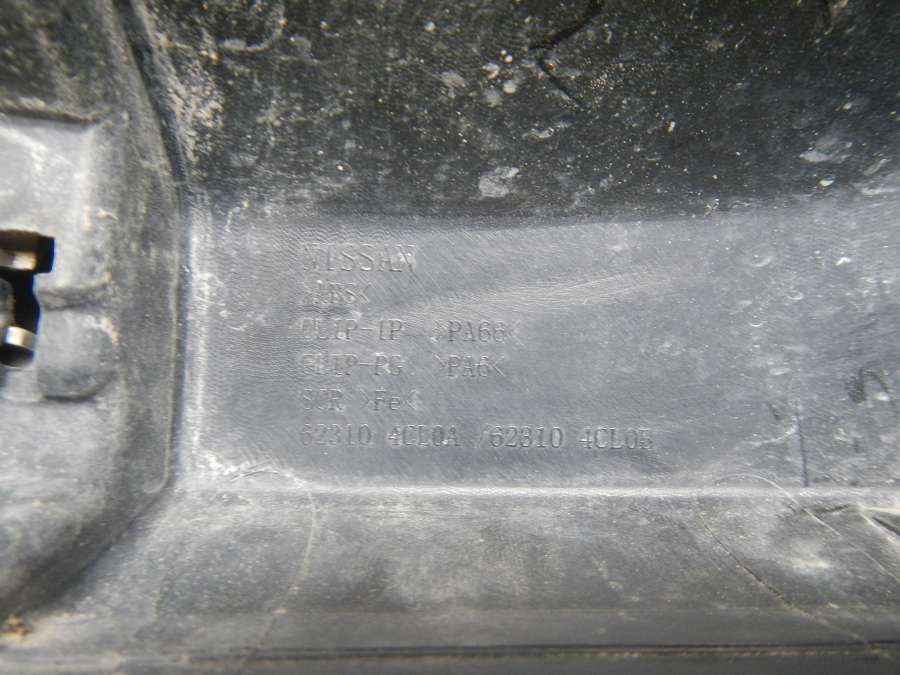 NISSAN
>ABS<
CLIP-IP >PA66<
CLIP-PG >PA6<
SCR >Fe<
62310 4CL0A /62310 4CL0B